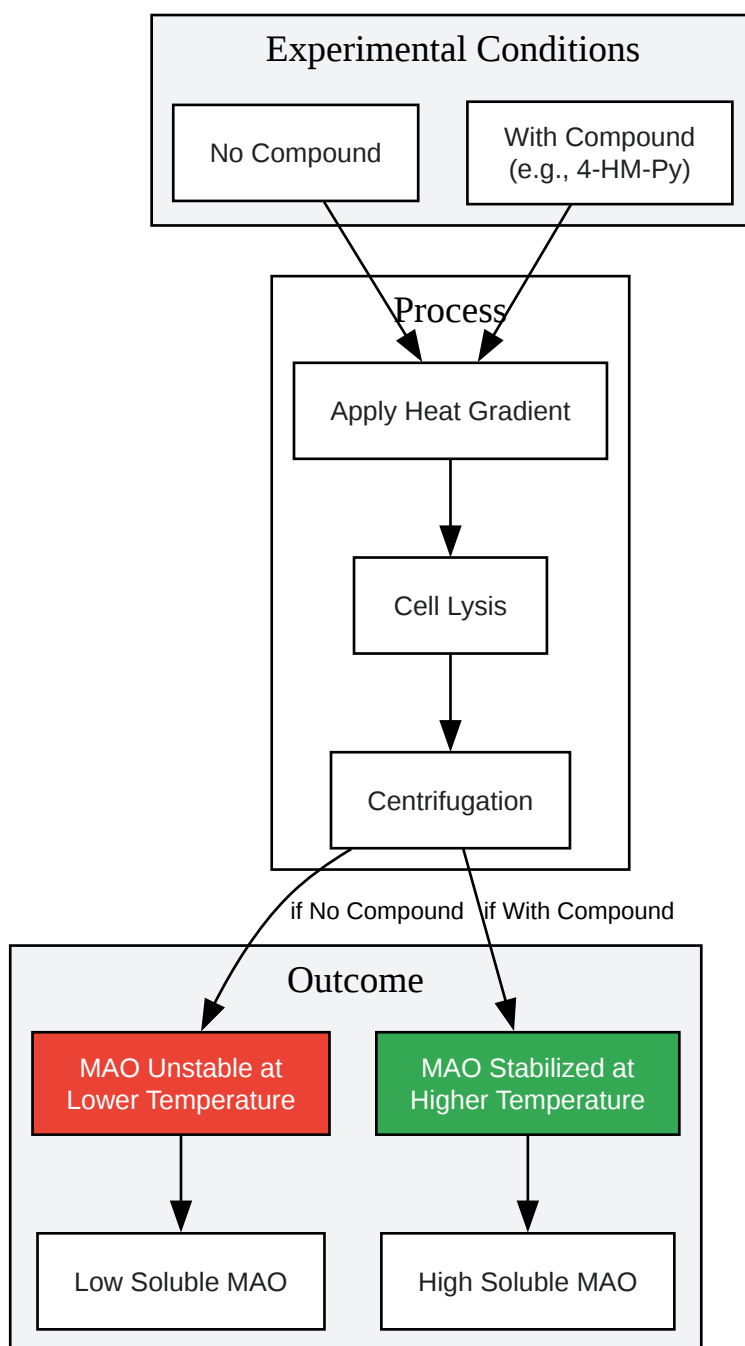 Experimental Conditions
No Compound
With Compound
(e.g., 4-HM-Py)
Process
Apply Heat Gradient
Cell Lysis
Centrifugation
if No Compound
if With Compound
Outcome
MAO Unstable at
Lower Temperature
MAO Stabilized at
Higher Temperature
Low Soluble MAO
High Soluble MAO